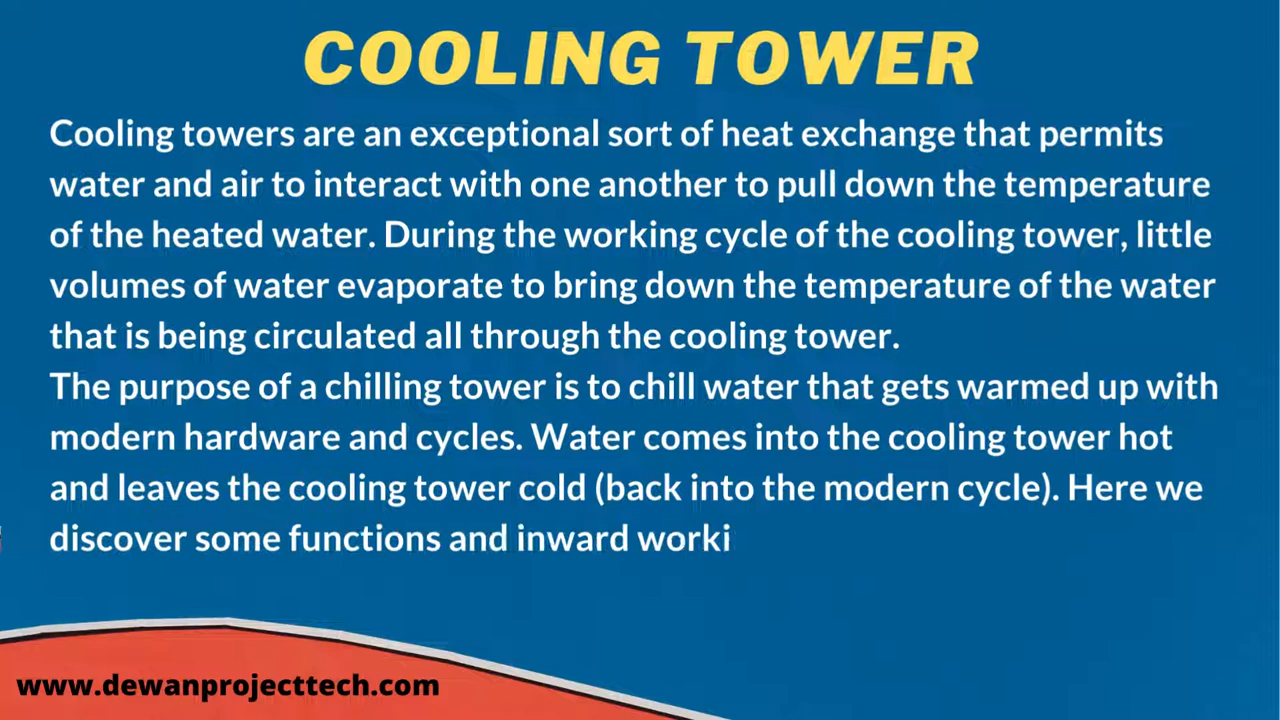 COOLING TOWER
Cooling towers are an exceptional sort of heat exchange that permits
water and air to interact with one another to pull down the temperature
of the heated water. During the working cycle of the cooling tower, little
volumes of water evaporate to bring down the temperature of the water
that is being circulated all through the cooling tower.
The purpose of a chilling tower is to chill water that gets warmed up with
modern hardware and cycles. Water comes into the cooling tower hot
and leaves the cooling tower cold (back into the modern cycle). Here we
discover some functions and inward worki
www.dewanprojecttech.com